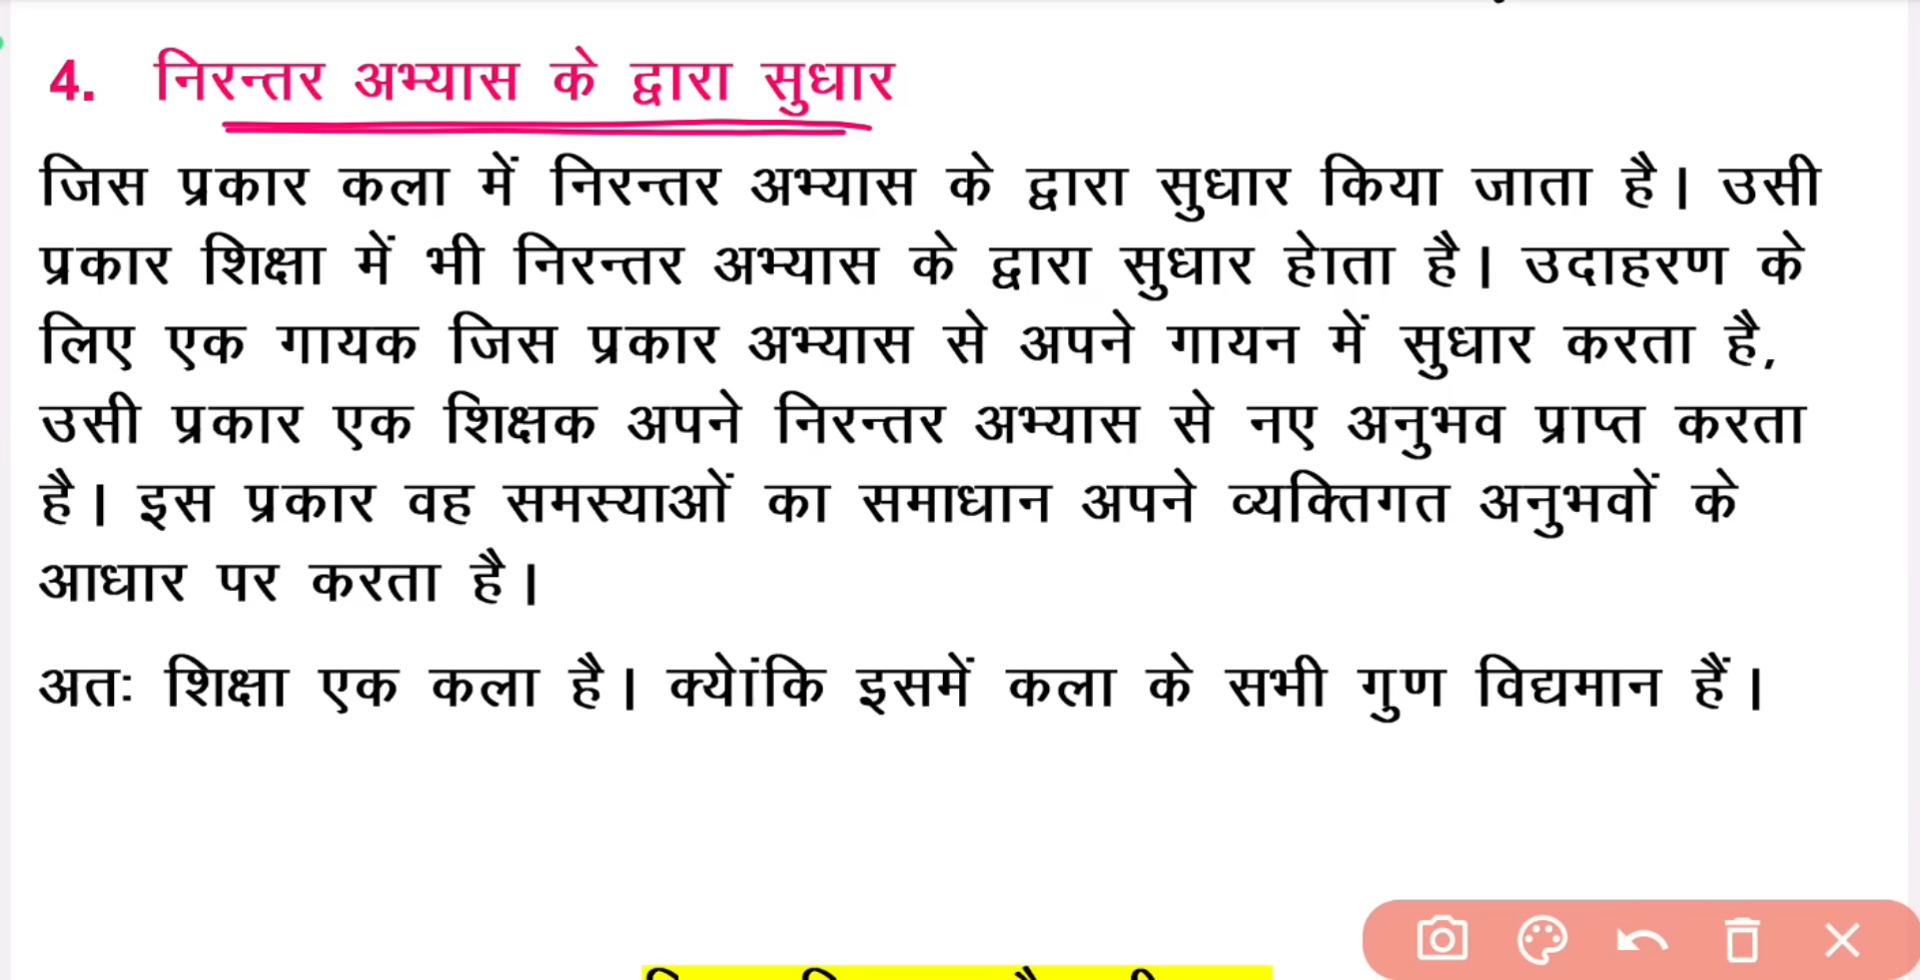 4. निरन्तर अभ्यास के द्वारा सुधार
जिस प्रकार कला में निरन्तर अभ्यास के द्वारा सुधार किया जाता है। उसी
प्रकार शिक्षा में भी निरन्तर अभ्यास के द्वारा सुधार हेाता है। उदाहरण के
लिए एक गायक जिस प्रकार अभ्यास से अपने गायन में सुधार करता है,
उसी प्रकार एक शिक्षक अपने निरन्तर अभ्यास से नए अनुभव प्राप्त करता
है। इस प्रकार वह समस्याओं का समाधान अपने व्यक्तिगत अनुभवों के
आधार पर करता है।
अतः शिक्षा एक कला है। क्येांकि इसमें कला के सभी गुण विद्यमान हैं।